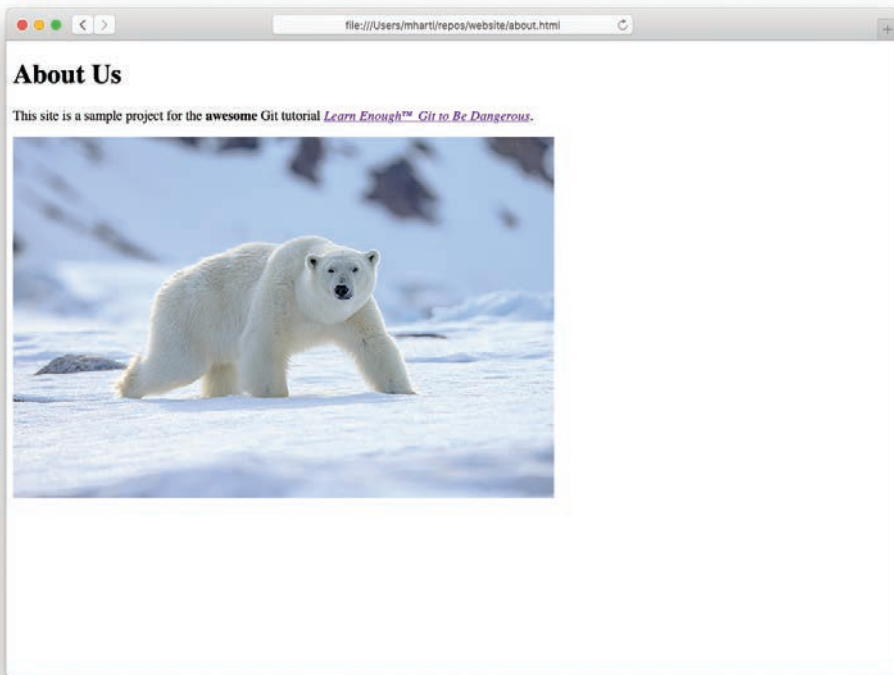 file:///Users/mhartl/repos/website/about.html
About Us
This site is a sample project for the awesome Git tutorial Learn Enough™ Git to Be Dangerous.